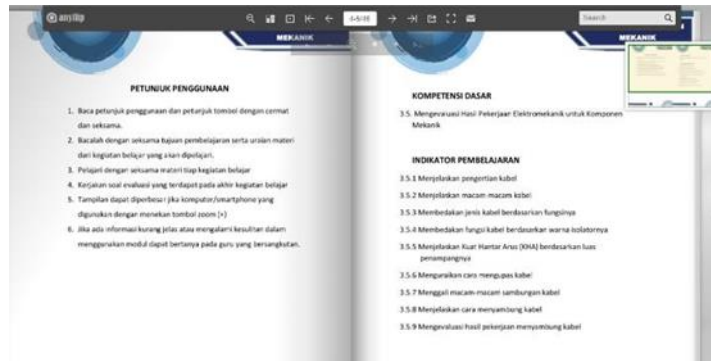 anyflip
4-5/16
Search
MEKANIK
PETUNJUK PENGGUNAAN
1. Baca petunjuk penggunaan dan petunjuk tombol dengan cermat
dan seksama.
2. Bacalah dengan seksama tujuan pembelajaran serta uraian materi
dari kegiatan belajar yang akan dipelajari.
3. Pelajari dengan seksama materi tiap kegiatan belajar
4. Kerjakan soal evaluasi yang terdapat pada akhir kegiatan belajar
5. Tampilan dapat diperbesar jika komputer/smartphone yang
digunakan dengan menekan tombol zoom (+)
6. Jika ada informasi kurang jelas atau mengalami kesulitan dalam
menggunakan modul dapat bertanya pada guru yang bersangkutan.
MEKANIK
KOMPETENSI DASAR
3.5. Mengevaluasi Hasil Pekerjaan Elektromekanik untuk Komponen
Mekanik
INDIKATOR PEMBELAJARAN
3.5.1 Menjelaskan pengertian kabel
3.5.2 Menjelaskan macam-macam kabel
3.5.3 Membedakan jenis kabel berdasarkan fungsinya
3.5.4 Membedakan fungsi kabel berdasarkan warna isolatornya
3.5.5 Menjelaskan Kuat Hantar Arus (KHA) berdasarkan luas
penampangnya
3.5.6 Menguraikan cara mengupas kabel
3.5.7 Menggali macam-macam sambungan kabel
3.5.8 Menjelaskan cara menyambung kabel
3.5.9 Mengevaluasi hasil pekerjaan menyambung kabel